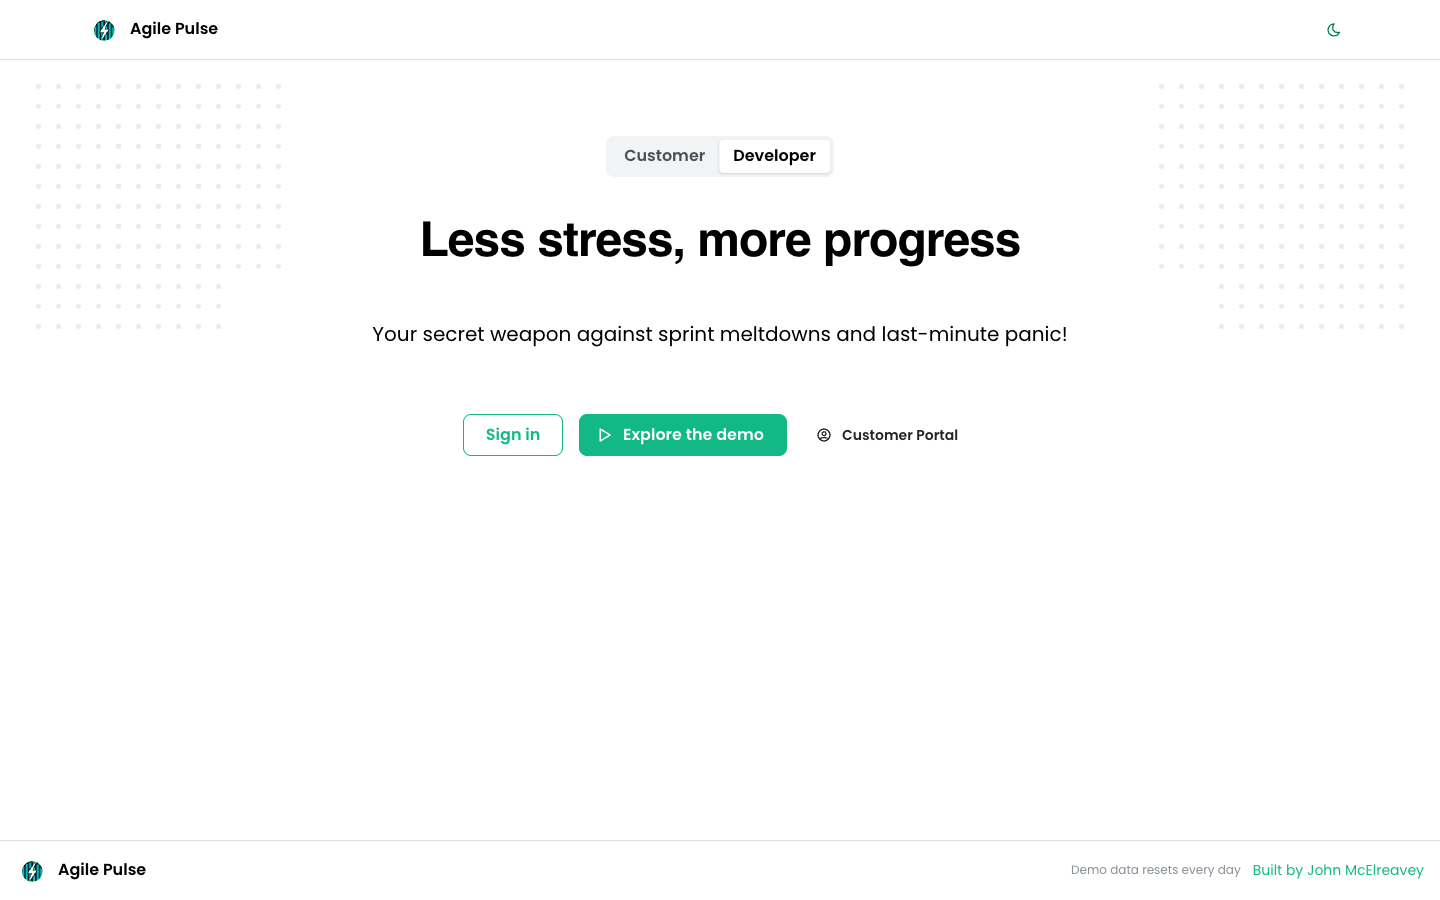 Agile Pulse
Customer Developer
Less stress, more progress
Your secret weapon against sprint meltdowns and last-minute panic!
Sign in Explore the demo Customer Portal
Agile Pulse Demo data resets every day Built by John McElreavey